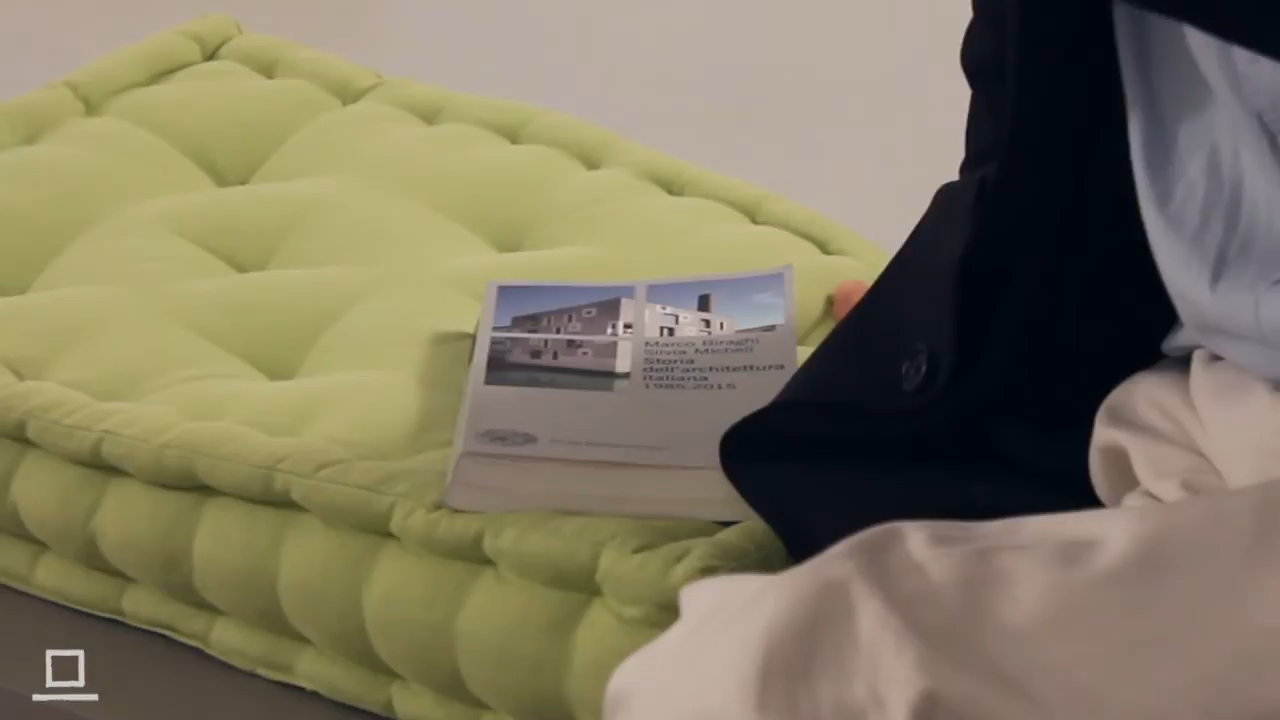 Marco Biraghi
Silvia Micheli
Storia
dell'architettura
italiana
1985-2015